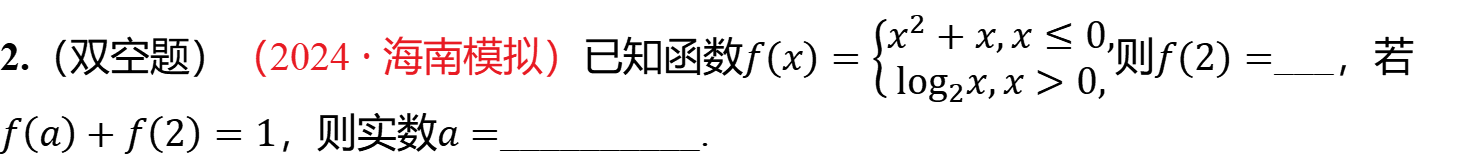 2.（双空题）（2024·海南模拟）已知函数f(x) = {x² + x, x ≤ 0, log₂x, x > 0, 则f(2) =___，若
f(a) + f(2) = 1，则实数a =__________.